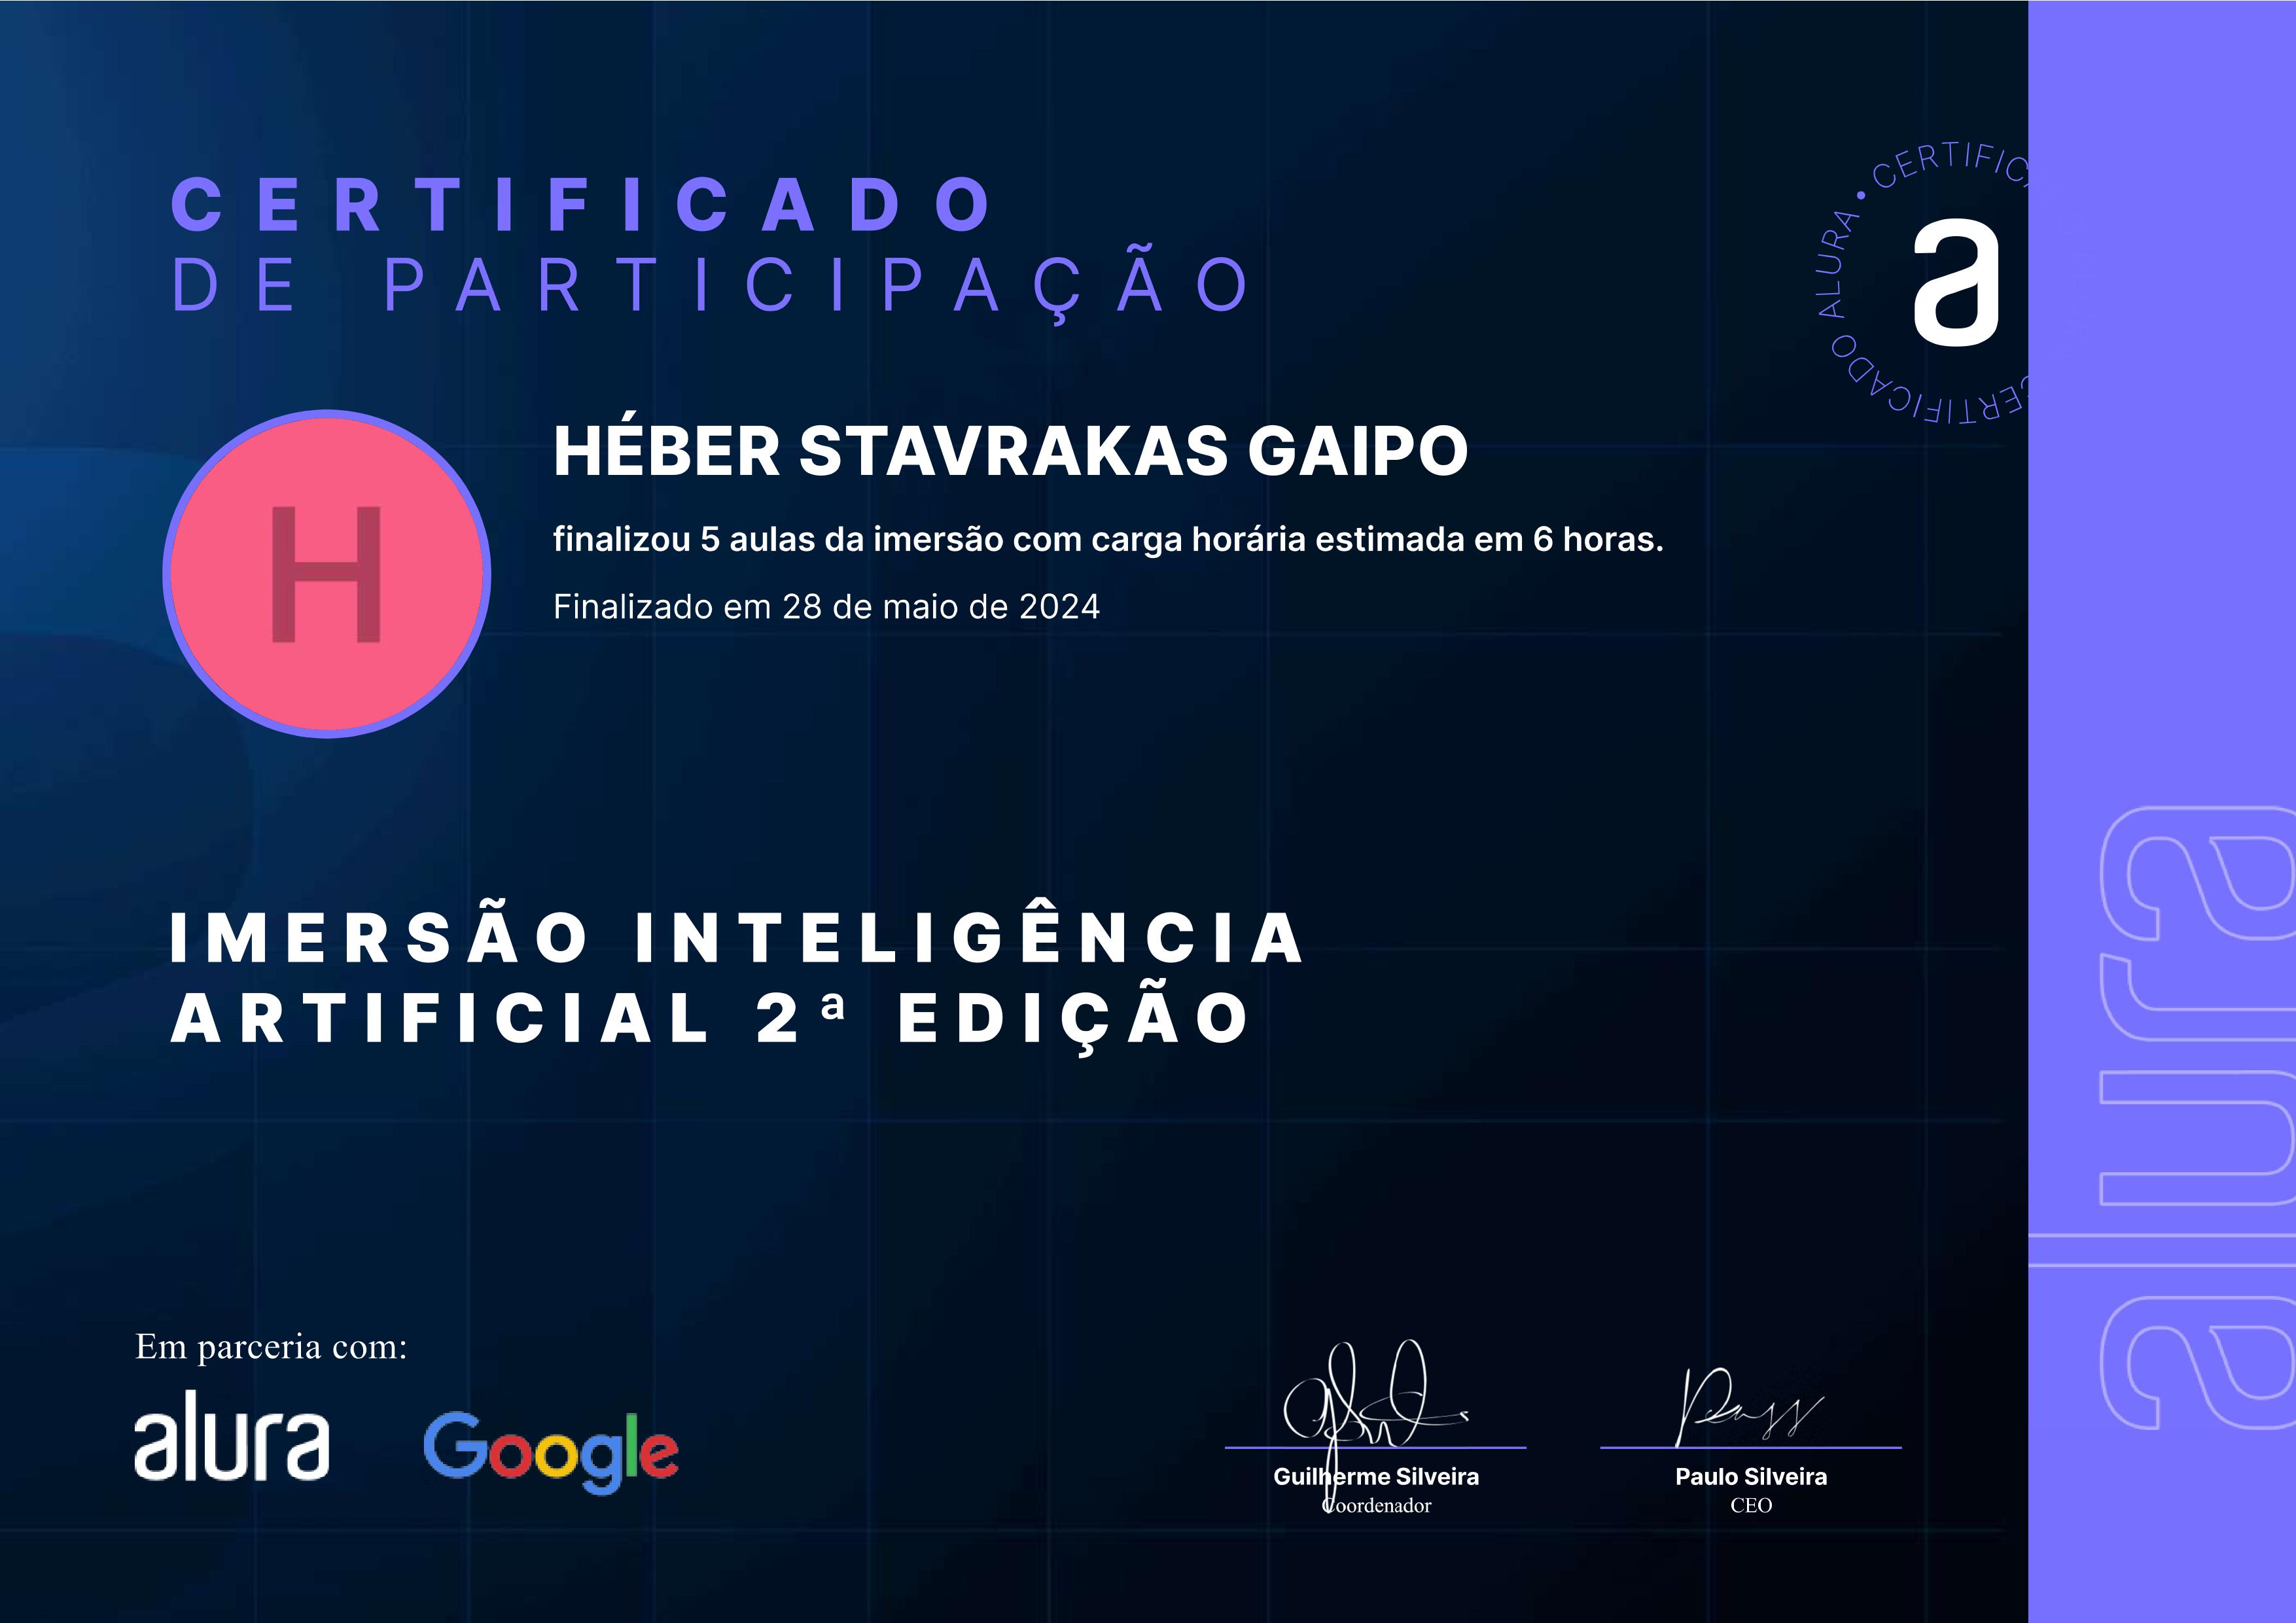 CERTIFICADO
DE PARTICIPAÇÃO
CERTIFICADO ALURA • CERTIFIC
a
H
HÉBER STAVRAKAS GAIPO
finalizou 5 aulas da imersão com carga horária estimada em 6 horas.
Finalizado em 28 de maio de 2024
IMERSÃO INTELIGÊNCIA
ARTIFICIAL 2ª EDIÇÃO
Em parceria com:
alura Google
Guilherme Silveira
Coordenador
Paulo Silveira
CEO
alura